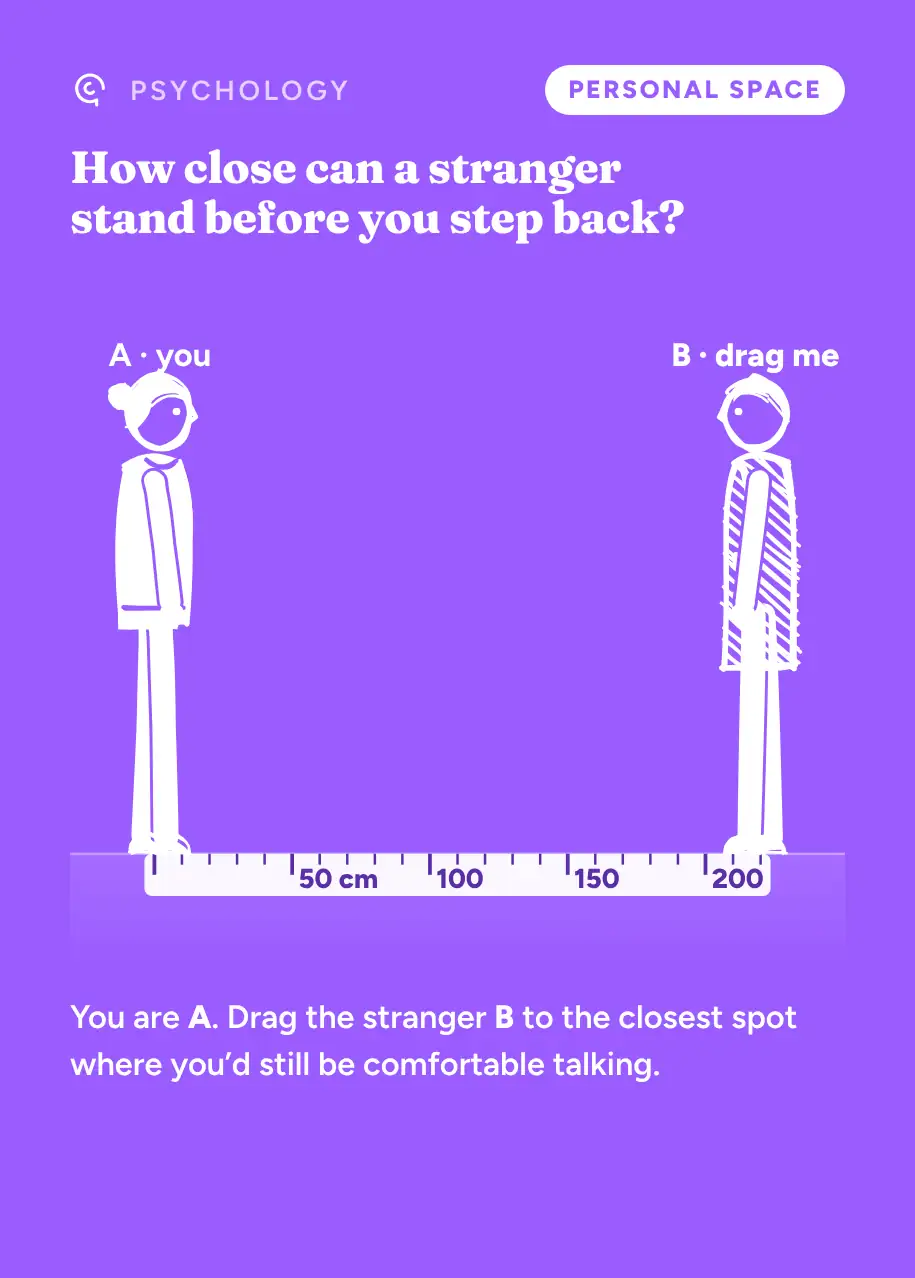 PSYCHOLOGY
PERSONAL SPACE
How close can a stranger
stand before you step back?
A · you
B · drag me
50 cm 100 150 200
You are A. Drag the stranger B to the closest spot
where you’d still be comfortable talking.